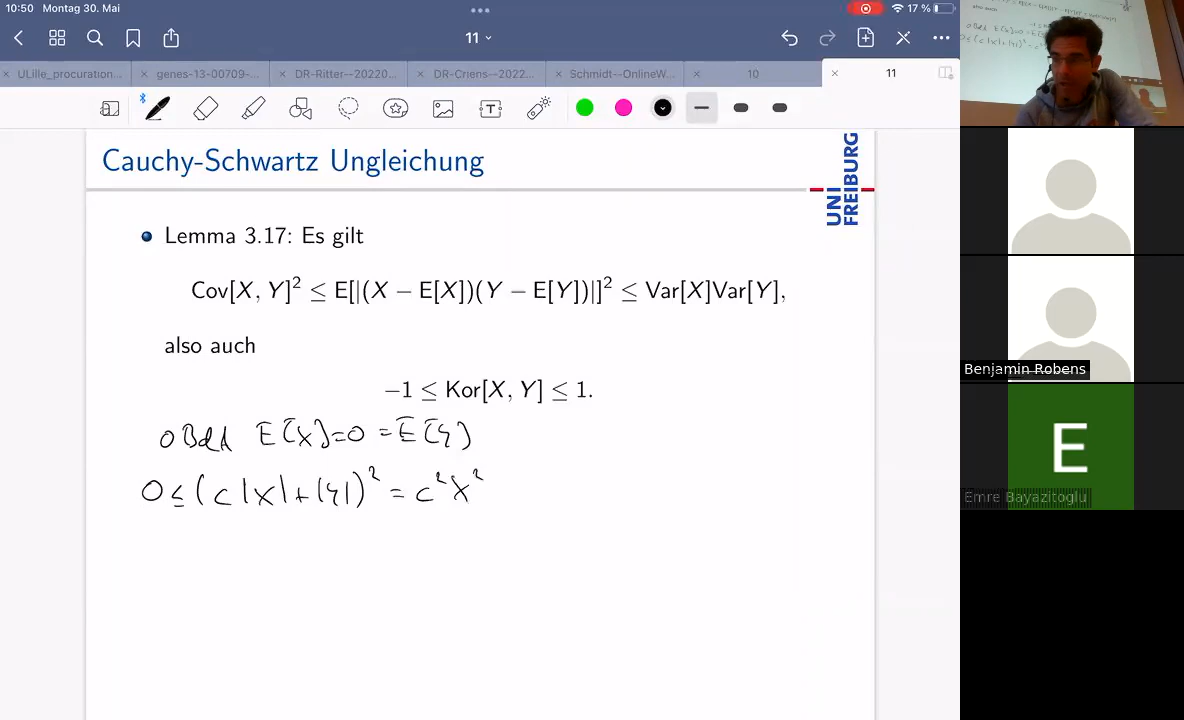 10:50 Montag 30. Mai
17 %
11
ULille_procuration...
genes-13-00709-...
DR-Ritter--20220...
DR-Criens--2022...
Schmidt--OnlineW...
10
11
Cauchy-Schwartz Ungleichung
UNI
FREIBURG
Lemma 3.17: Es gilt
Cov[X, Y]² ≤ E[|(X − E[X])(Y − E[Y])|]² ≤ Var[X]Var[Y],
also auch
−1 ≤ Kor[X, Y] ≤ 1.
E[X]=0 =E[Y]
0 ≤ (c|X|+|Y|)² = c²X²
Benjamin Robens
E
Emre Bayazitoglu